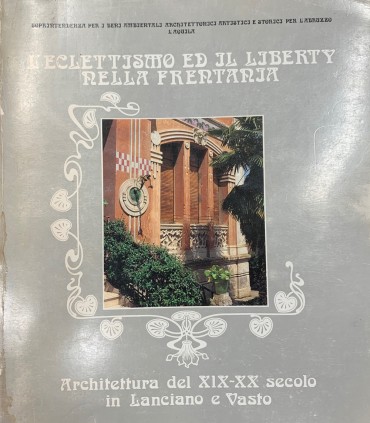 SOPRINTENDENZA PER I BENI AMBIENTALI ARCHITETTONICI ARTISTICI E STORICI PER L'ABRUZZO
L'AQUILA
L'ECLETTISMO ED IL LIBERTY
NELLA FRENTANIA
Architettura del XIX-XX secolo
in Lanciano e Vasto